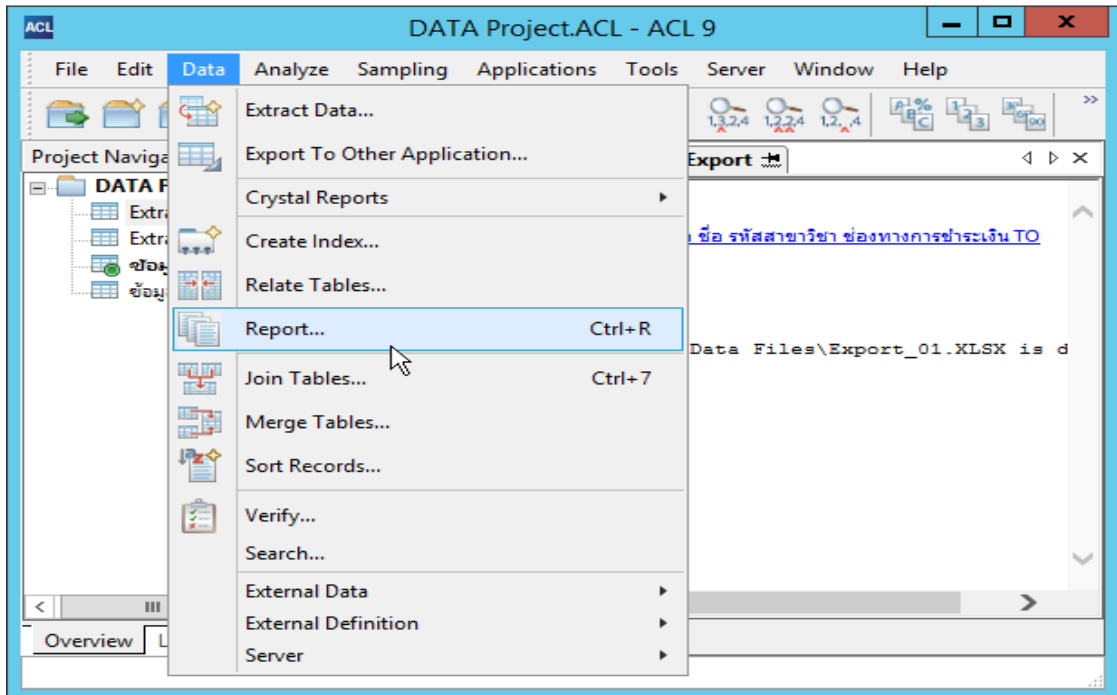 ACL DATA Project.ACL - ACL 9
File Edit Data Analyze Sampling Applications Tools Server Window Help
Extract Data...
Project Naviga
Export To Other Application...
Export
DATA
Crystal Reports
Extra
Create Index...
ชื่อ รหัสสาขาวิชา ช่องทางการชำระเงิน TO
Extra
ข้อมู
Relate Tables...
ข้อมู
Report... Ctrl+R
Data Files\Export_01.XLSX is d
Join Tables... Ctrl+7
Merge Tables...
Sort Records...
Verify...
Search...
External Data
External Definition
Overview L
Server